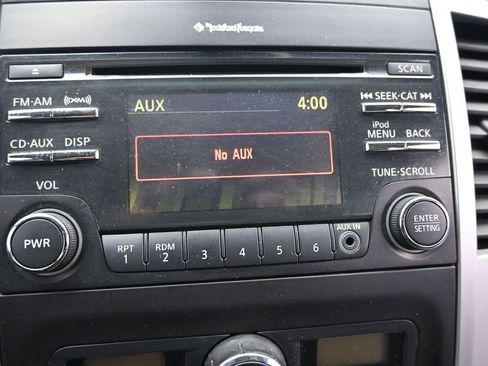 Rockford Fosgate
SCAN
FM·AM
(XM)
AUX
4:00
SEEK·CAT
No AUX
iPod
MENU
BACK
CD·AUX
DISP
VOL
TUNE·SCROLL
PWR
ENTER
SETTING
RPT
1
RDM
2
3
4
5
6
AUX IN